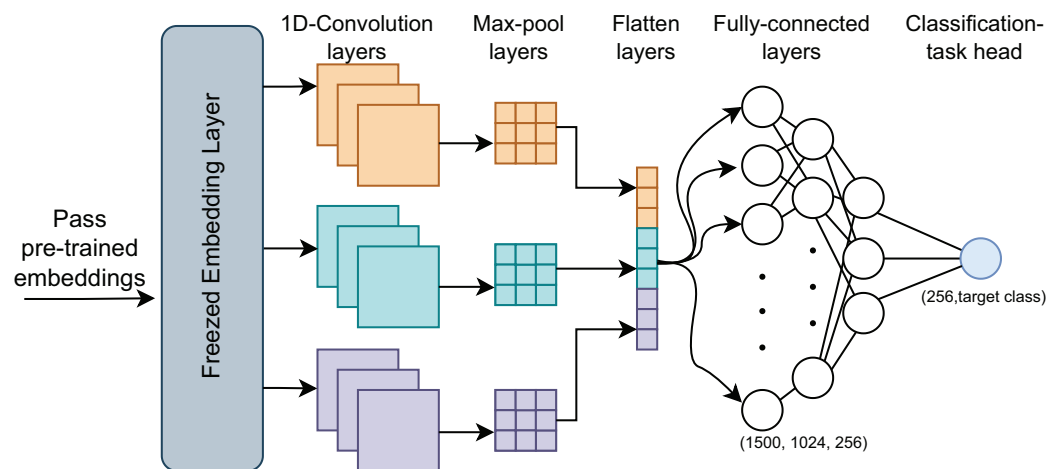 Pass
pre-trained
embeddings
Freezed Embedding Layer
1D-Convolution
layers
Max-pool
layers
Flatten
layers
Fully-connected
layers
Classification-
task head
(256,target class)
(1500, 1024, 256)